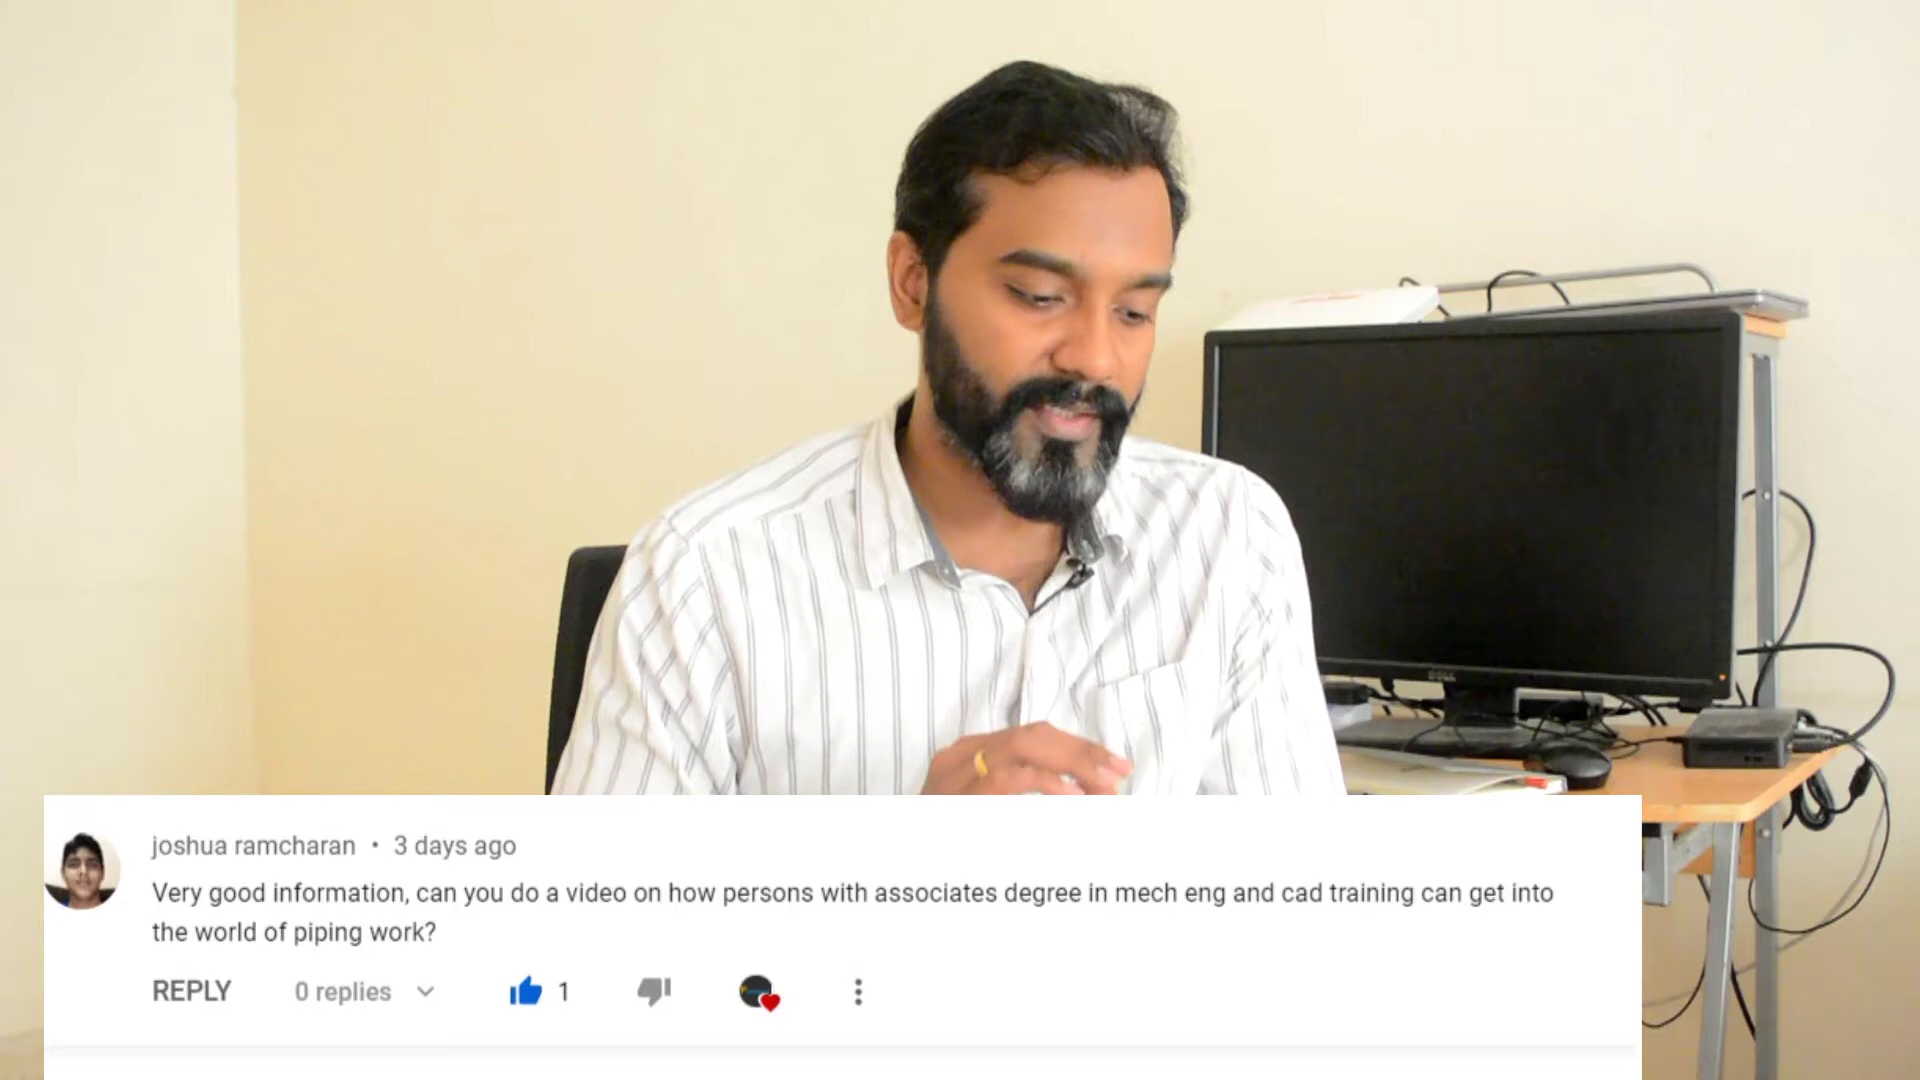 DELL
joshua ramcharan • 3 days ago
Very good information, can you do a video on how persons with associates degree in mech eng and cad training can get into
the world of piping work?
REPLY 0 replies 1